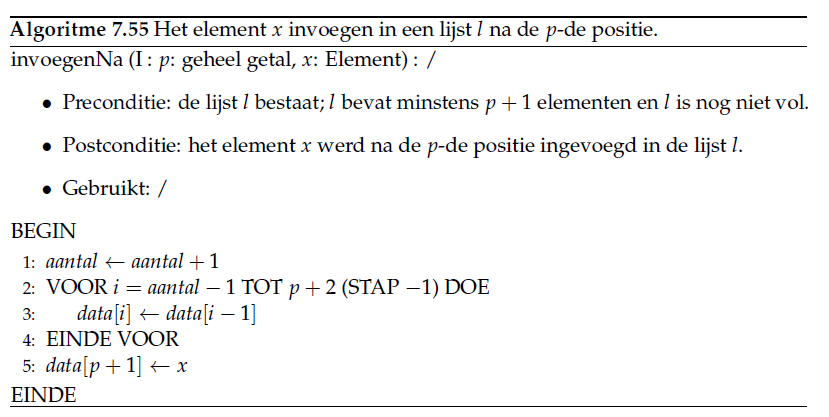 Algoritme 7.55 Het element x invoegen in een lijst l na de p-de positie.
invoegenNa (I : p: geheel getal, x: Element) : /
• Preconditie: de lijst l bestaat; l bevat minstens p + 1 elementen en l is nog niet vol.
• Postconditie: het element x werd na de p-de positie ingevoegd in de lijst l.
• Gebruikt: /
BEGIN
1: aantal ← aantal + 1
2: VOOR i = aantal − 1 TOT p + 2 (STAP −1) DOE
3: data[i] ← data[i − 1]
4: EINDE VOOR
5: data[p + 1] ← x
EINDE